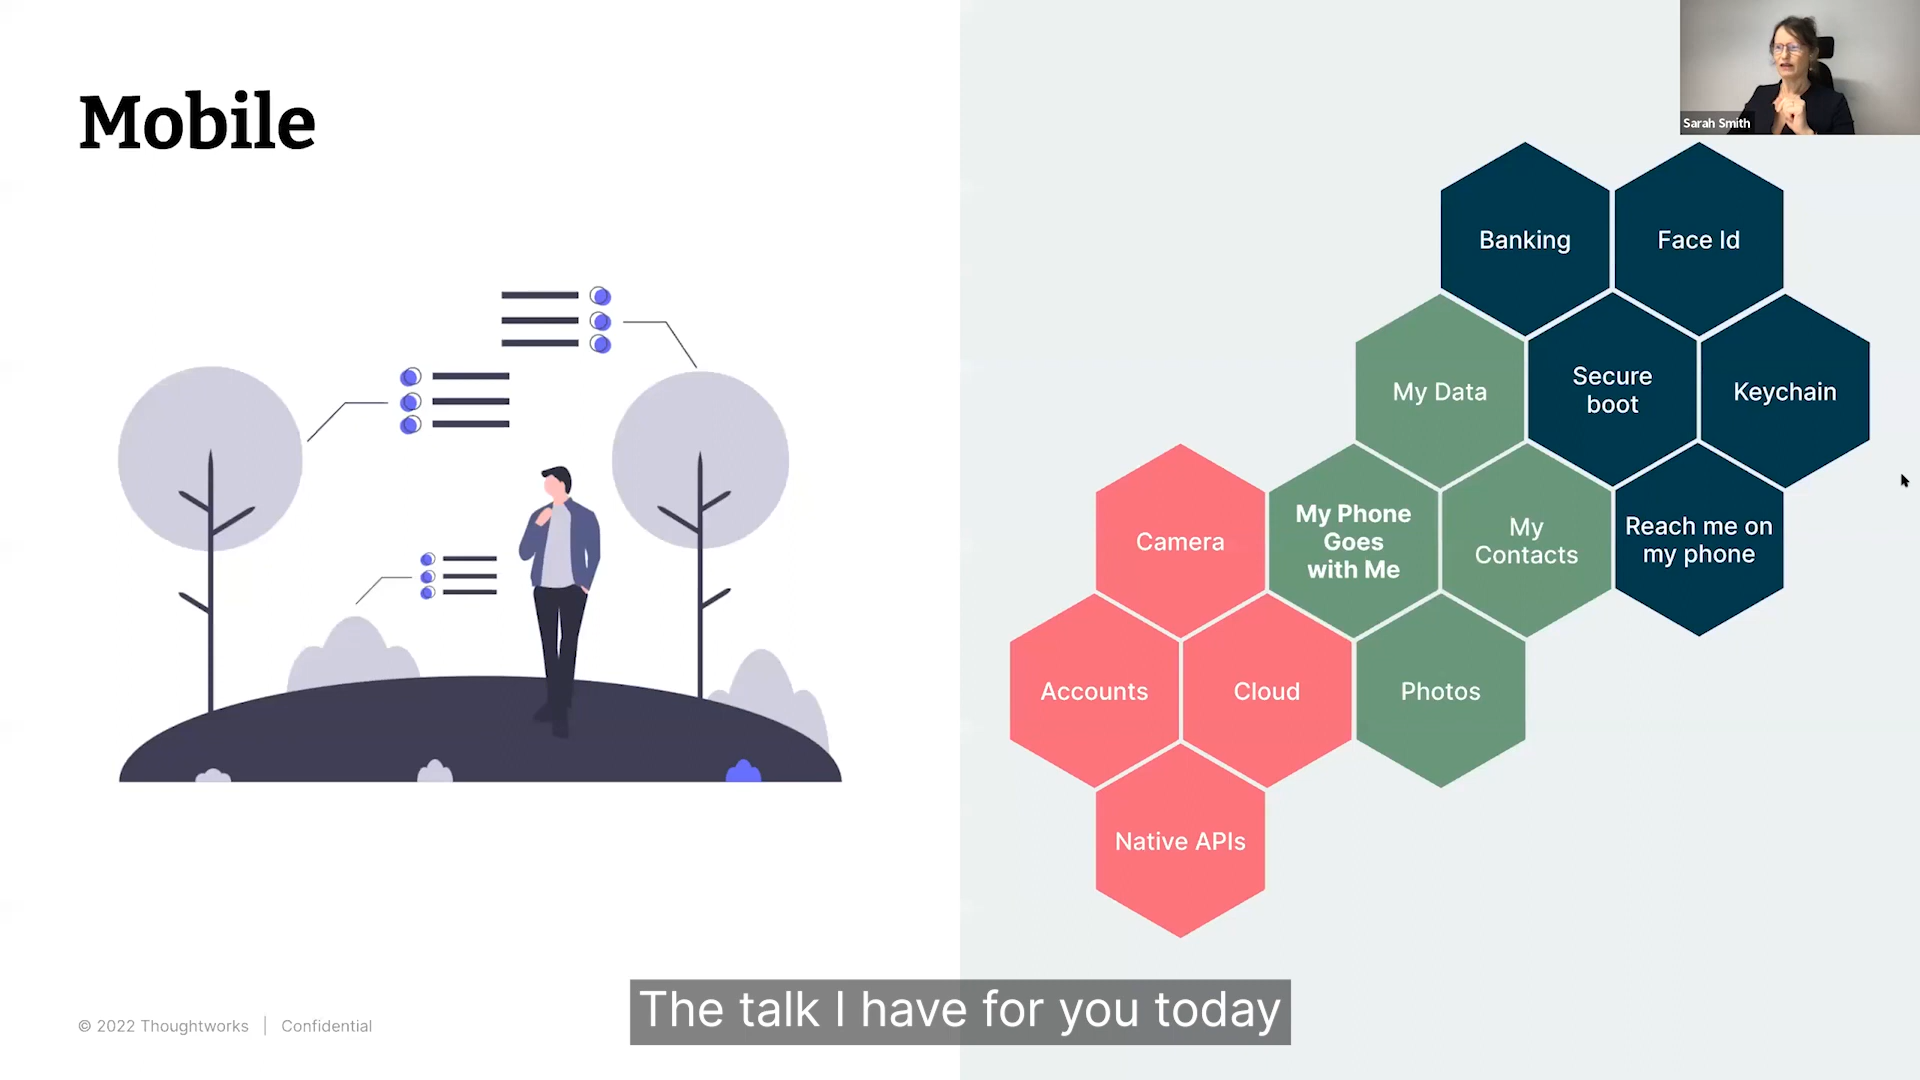 Mobile
Sarah Smith
Banking
Face Id
My Data
Secure
boot
Keychain
Camera
My Phone
Goes
with Me
My
Contacts
Reach me on
my phone
Accounts
Cloud
Photos
Native APIs
The talk I have for you today
© 2022 Thoughtworks | Confidential